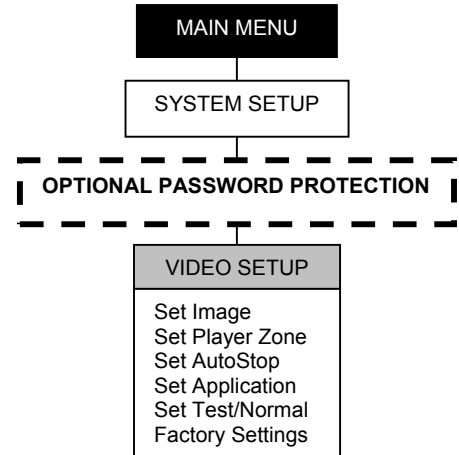 MAIN MENU
SYSTEM SETUP
OPTIONAL PASSWORD PROTECTION
VIDEO SETUP
Set Image
Set Player Zone
Set AutoStop
Set Application
Set Test/Normal
Factory Settings